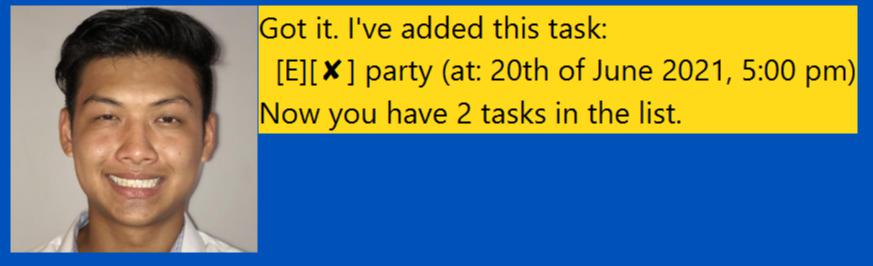 Got it. I've added this task:
[E][✘] party (at: 20th of June 2021, 5:00 pm)
Now you have 2 tasks in the list.